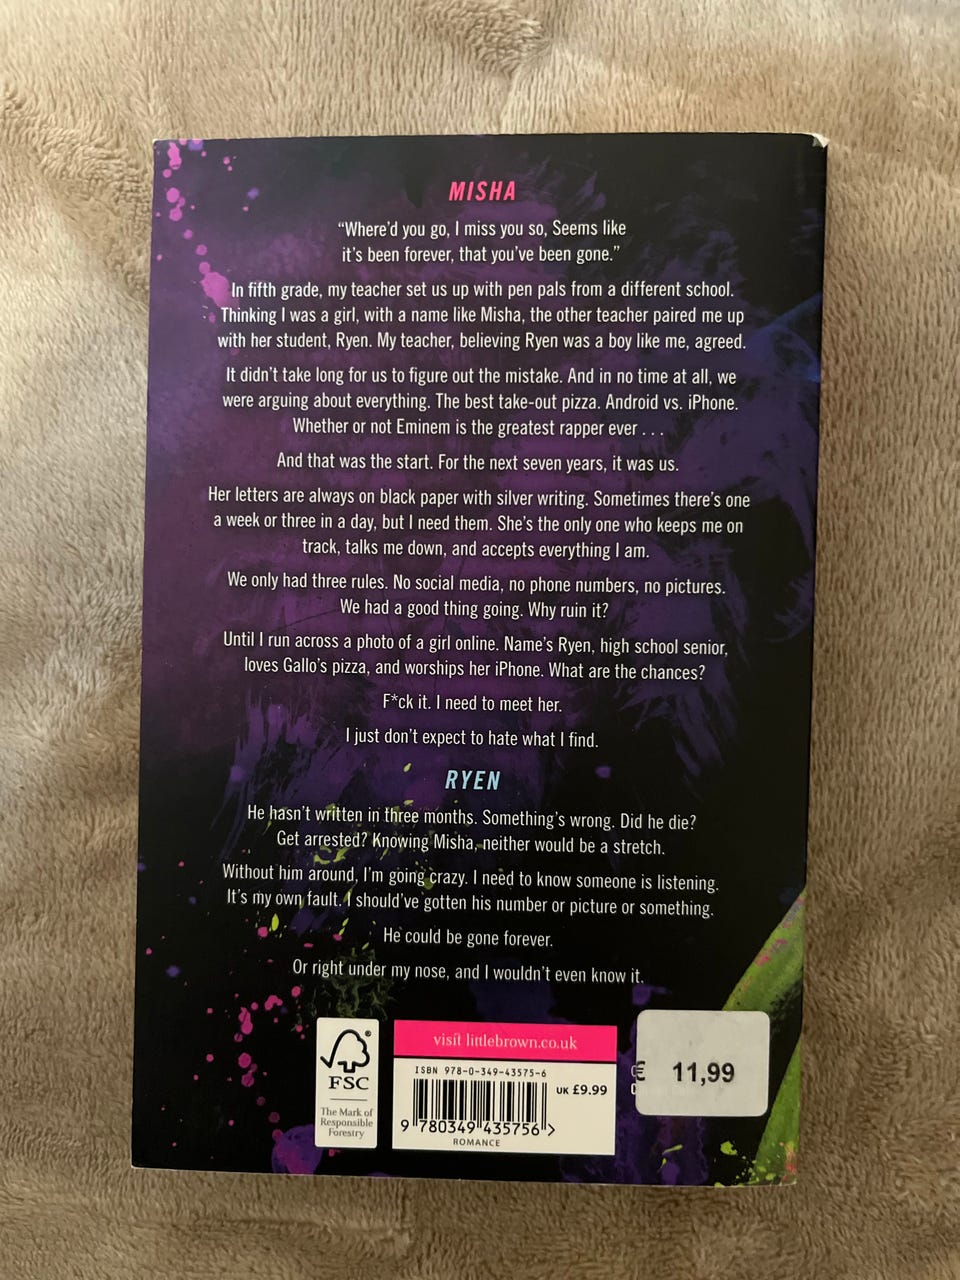 MISHA
“Where’d you go, I miss you so, Seems like
it’s been forever, that you’ve been gone.”
In fifth grade, my teacher set us up with pen pals from a different school.
Thinking I was a girl, with a name like Misha, the other teacher paired me up
with her student, Ryen. My teacher, believing Ryen was a boy like me, agreed.
It didn’t take long for us to figure out the mistake. And in no time at all, we
were arguing about everything. The best take-out pizza. Android vs. iPhone.
Whether or not Eminem is the greatest rapper ever . . .
And that was the start. For the next seven years, it was us.
Her letters are always on black paper with silver writing. Sometimes there’s one
a week or three in a day, but I need them. She’s the only one who keeps me on
track, talks me down, and accepts everything I am.
We only had three rules. No social media, no phone numbers, no pictures.
We had a good thing going. Why ruin it?
Until I run across a photo of a girl online. Name’s Ryen, high school senior,
loves Gallo’s pizza, and worships her iPhone. What are the chances?
F*ck it. I need to meet her.
I just don’t expect to hate what I find.
RYEN
He hasn’t written in three months. Something’s wrong. Did he die?
Get arrested? Knowing Misha, neither would be a stretch.
Without him around, I’m going crazy. I need to know someone is listening.
It’s my own fault. I should’ve gotten his number or picture or something.
He could be gone forever.
Or right under my nose, and I wouldn’t even know it.
®
FSC
The Mark of
Responsible
Forestry
visit littlebrown.co.uk
ISBN 978-0-349-43575-6
UK £9.99
9 780349 435756 >
ROMANCE
€ 11,99